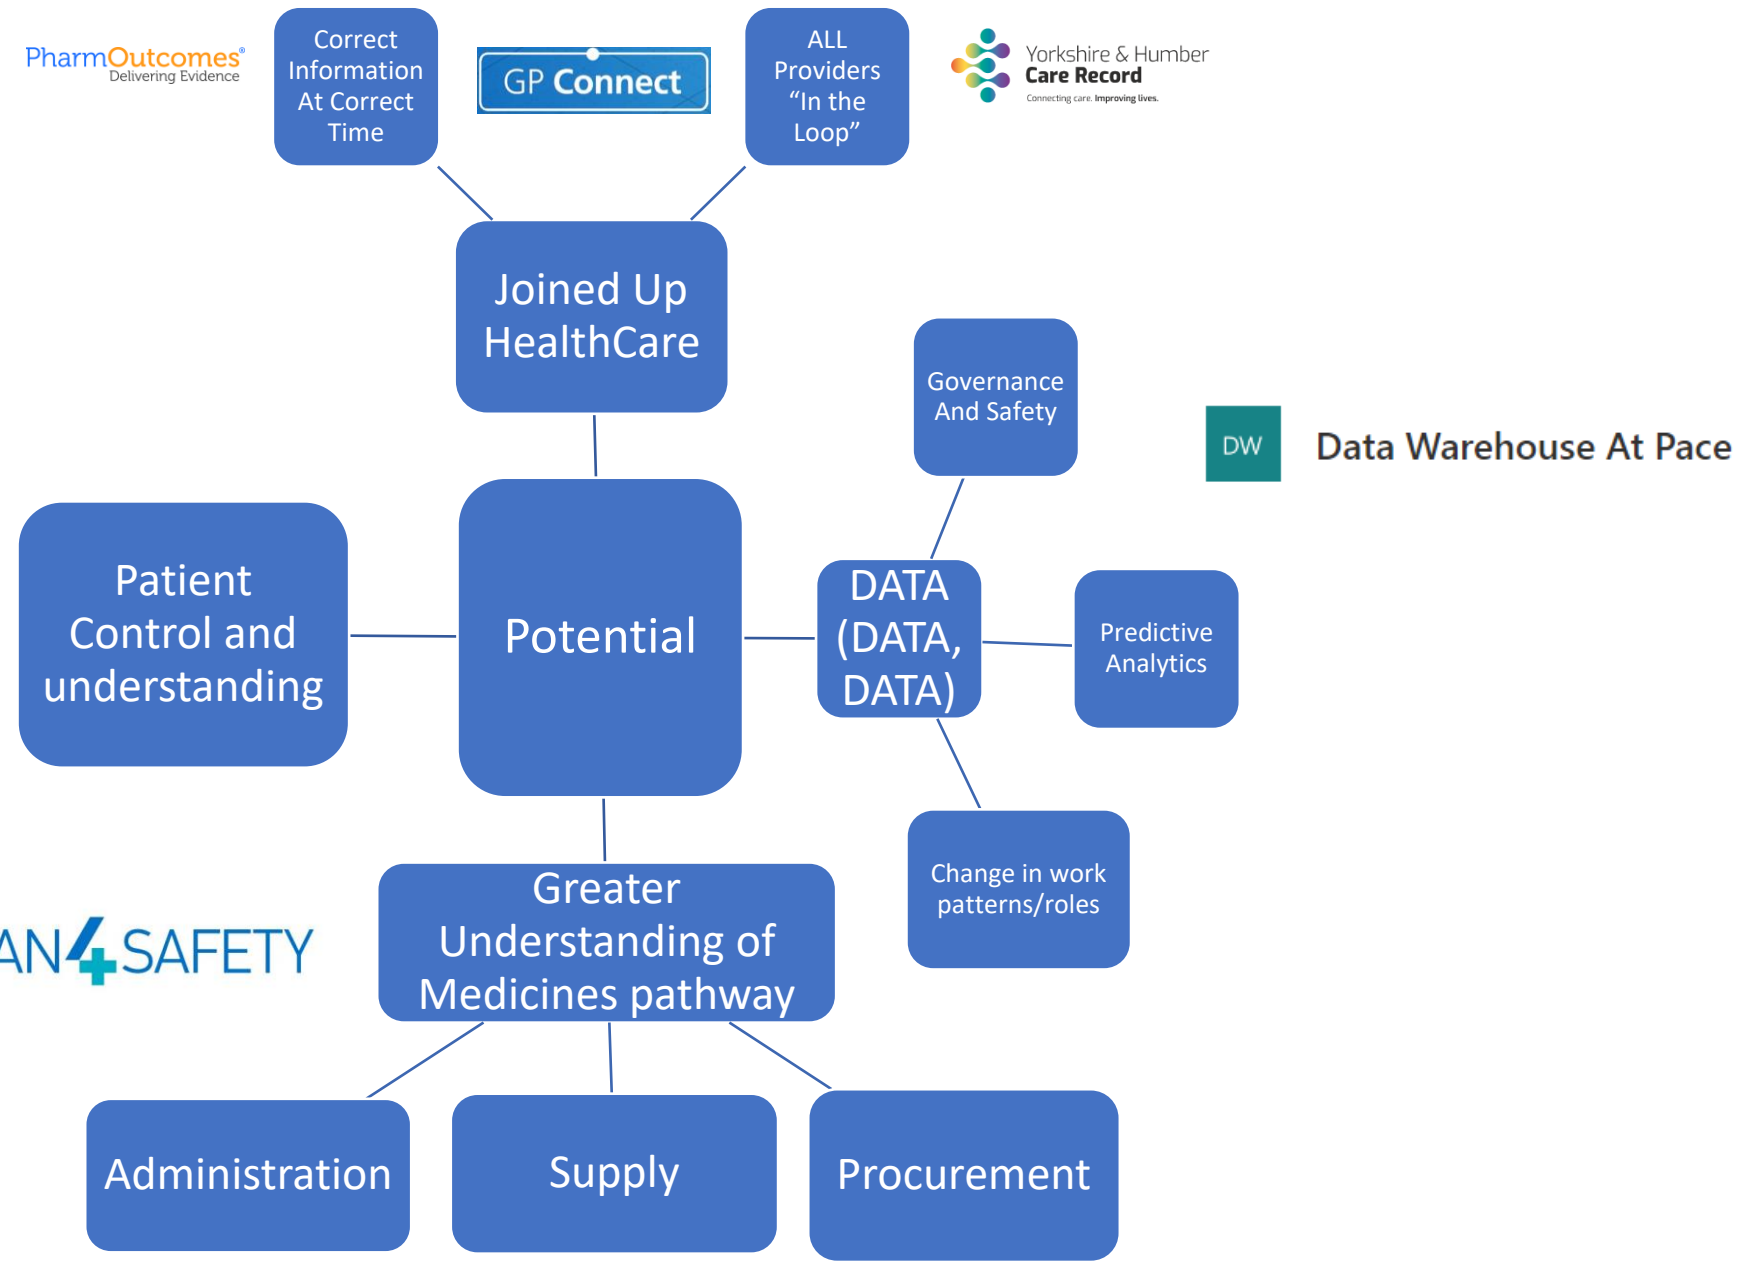 PharmOutcomes®
Delivering Evidence
Correct
Information
At Correct
Time
GP Connect
ALL
Providers
“In the
Loop”
Yorkshire & Humber
Care Record
Connecting care. Improving lives.
Joined Up
HealthCare
Governance
And Safety
DW
Data Warehouse At Pace
Patient
Control and
understanding
Potential
DATA
(DATA,
DATA)
Predictive
Analytics
Change in work
patterns/roles
Greater
Understanding of
Medicines pathway
AN4SAFETY
Administration
Supply
Procurement